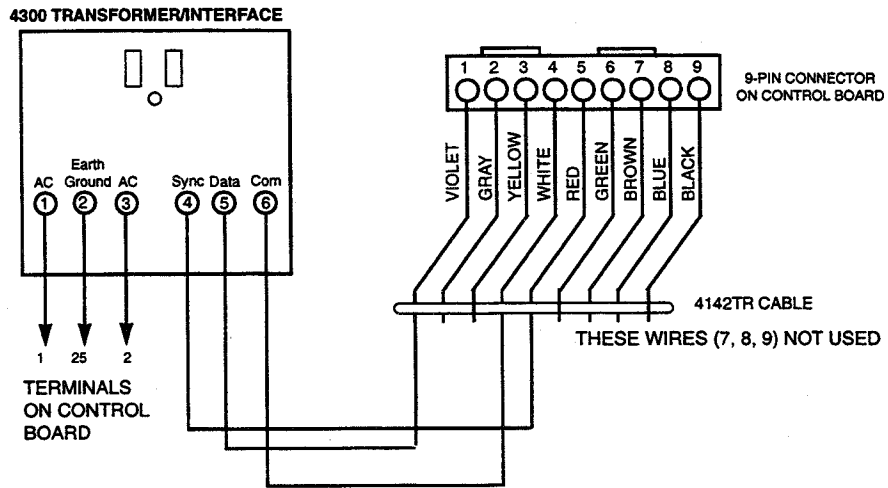 4300 TRANSFORMER/INTERFACE
1 2 3 4 5 6 7 8 9
9-PIN CONNECTOR
ON CONTROL BOARD
VIOLET
GRAY
YELLOW
WHITE
RED
GREEN
BROWN
BLUE
BLACK
AC Earth Ground AC Sync Data Com
1 2 3 4 5 6
4142TR CABLE
THESE WIRES (7, 8, 9) NOT USED
1 25 2
TERMINALS
ON CONTROL
BOARD